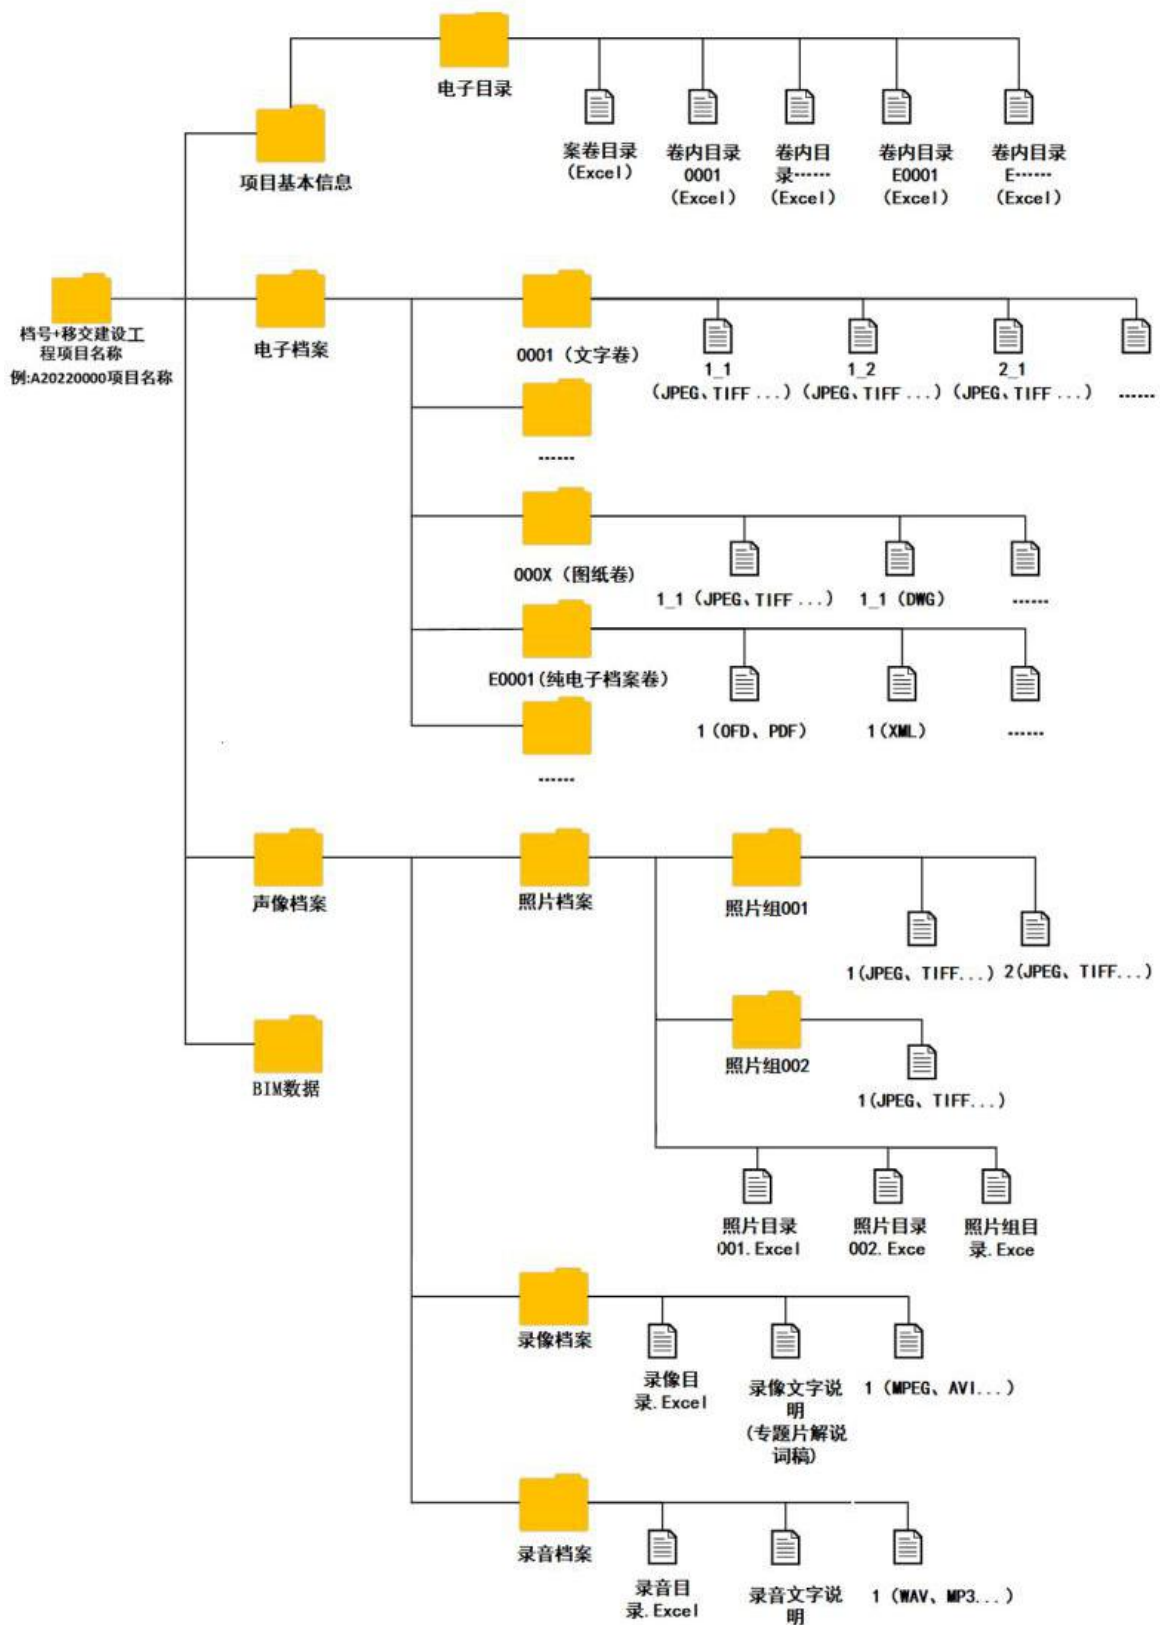 电子目录
案卷目录
(Excel)
卷内目录
0001
(Excel)
卷内目
录……
(Excel)
卷内目录
E0001
(Excel)
卷内目录
E……
(Excel)
项目基本信息
档号+移交建设工
程项目名称
例:A20220000项目名称
电子档案
0001（文字卷）
1_1
(JPEG、TIFF ...)
1_2
(JPEG、TIFF ...)
2_1
(JPEG、TIFF ...)
……
……
000X（图纸卷)
1_1 (JPEG、TIFF ...)
1_1 (DWG)
……
E0001(纯电子档案卷)
1(OFD、PDF)
1(XML)
……
……
声像档案
照片档案
照片组001
1(JPEG、TIFF...)
2(JPEG、TIFF...)
照片组002
1(JPEG、TIFF...)
BIM数据
照片目录
001.Excel
照片目录
002.Exce
照片组目
录.Exce
录像档案
录像目
录.Excel
录像文字说
明
(专题片解说
词稿)
1 (MPEG、AVI...)
录音档案
录音目
录.Excel
录音文字说
明
1 (WAV、MP3...)